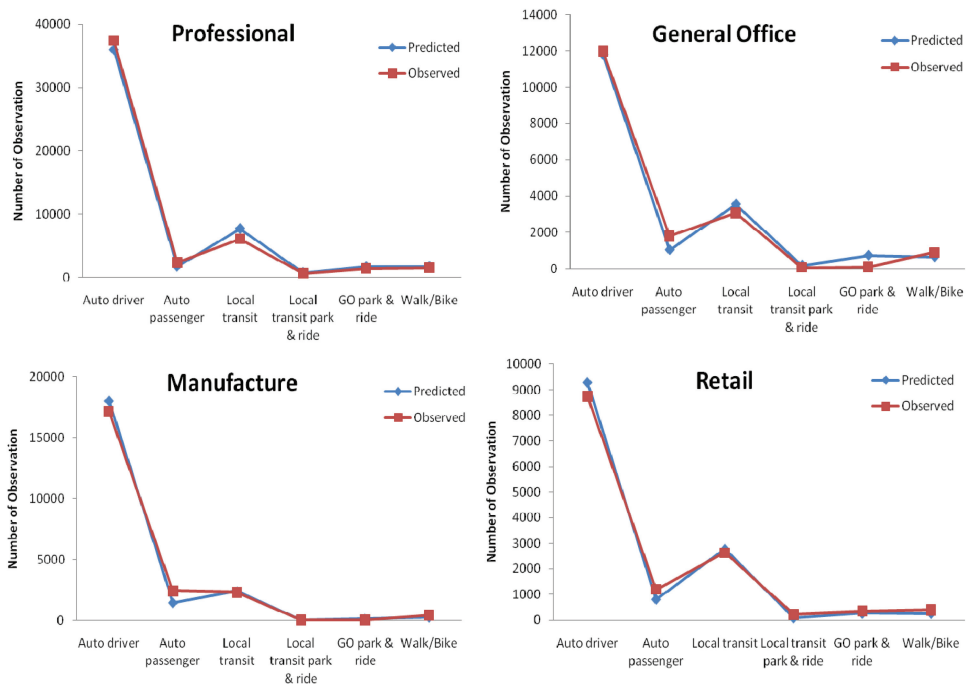 Professional
40000
30000
20000
10000
0
Number of Observation
Predicted
Observed
Auto driver
Auto
passenger
Local
transit
Local
transit park
& ride
GO park &
ride
Walk/Bike
General Office
14000
12000
10000
8000
6000
4000
2000
0
Number of Observation
Predicted
Observed
Auto driver
Auto
passenger
Local
transit
Local
transit park
& ride
GO park &
ride
Walk/Bike
Manufacture
20000
15000
10000
5000
0
Number of Observation
Predicted
Observed
Auto driver
Auto
passenger
Local
transit
Local
transit park
& ride
GO park
& ride
Walk/Bike
Retail
10000
9000
8000
7000
6000
5000
4000
3000
2000
1000
0
Number of Observation
Predicted
Observed
Auto driver
Auto
passenger
Local transit
Local transit
park & ride
GO park &
ride
Walk/Bike